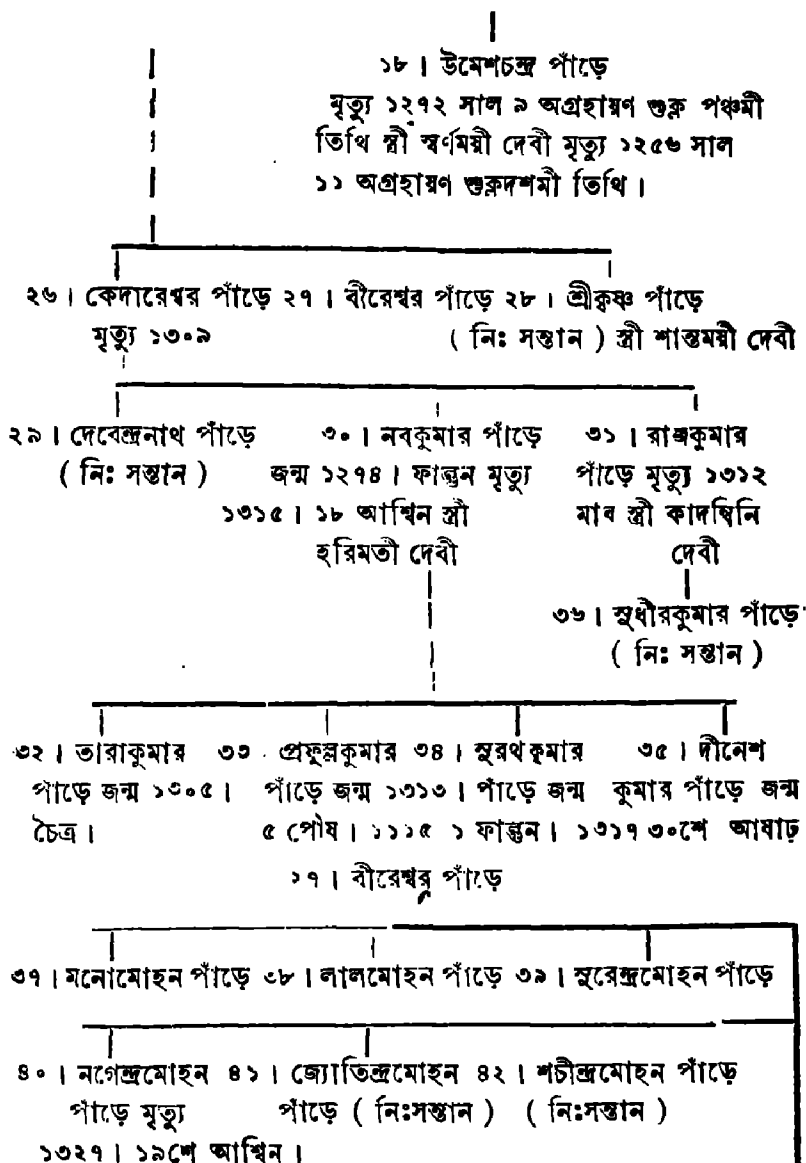 ১৮। উমেশচন্দ্র পাঁড়ে
মৃত্যু ১২৭২ সাল ৯ অগ্রহায়ণ শুক্ল পঞ্চমী
তিথি স্ত্রী স্বর্ণময়ী দেবী মৃত্যু ১২৫৬ সাল
১১ অগ্রহায়ণ শুক্লদশমী তিথি।
২৬। কেদারেশ্বর পাঁড়ে ২৭। বীরেশ্বর পাঁড়ে ২৮। শ্রীকৃষ্ণ পাঁড়ে
মৃত্যু ১৩০৯ ( নিঃ সন্তান ) স্ত্রী শান্তময়ী দেবী
২৯। দেবেন্দ্রনাথ পাঁড়ে ৩০। নবকুমার পাঁড়ে ৩১। রাজকুমার
( নিঃ সন্তান ) জন্ম ১২৭৪। ফাল্গুন মৃত্যু পাঁড়ে মৃত্যু ১৩১২
১৩১৫। ১৮ আশ্বিন স্ত্রী মাব স্ত্রী কাদম্বিনি
হরিমতী দেবী দেবী
৩৬। সুধীরকুমার পাঁড়ে
( নিঃ সন্তান )
৩২। তারাকুমার ৩৩ প্রফুল্লকুমার ৩৪। সুরথকুমার ৩৫। দীনেশ
পাঁড়ে জন্ম ১৩০৫। পাঁড়ে জন্ম ১৩১৩। পাঁড়ে জন্ম কুমার পাঁড়ে জন্ম
চৈত্র। ৫ পৌষ। ১১১৫ ১ ফাল্গুন। ১৩১৭ ৩০শে আষাঢ়
২৭। বীরেশ্বর পাঁড়ে
৩৭। মনোমোহন পাঁড়ে ৩৮। লালমোহন পাঁড়ে ৩৯। সুরেন্দ্রমোহন পাঁড়ে
৪০। নগেন্দ্রমোহন ৪১। জ্যোতিন্দ্রমোহন ৪২। শচীন্দ্রমোহন পাঁড়ে
পাঁড়ে মৃত্যু পাঁড়ে ( নিঃসন্তান ) ( নিঃসন্তান )
১৩২৭। ১৯শে আশ্বিন।